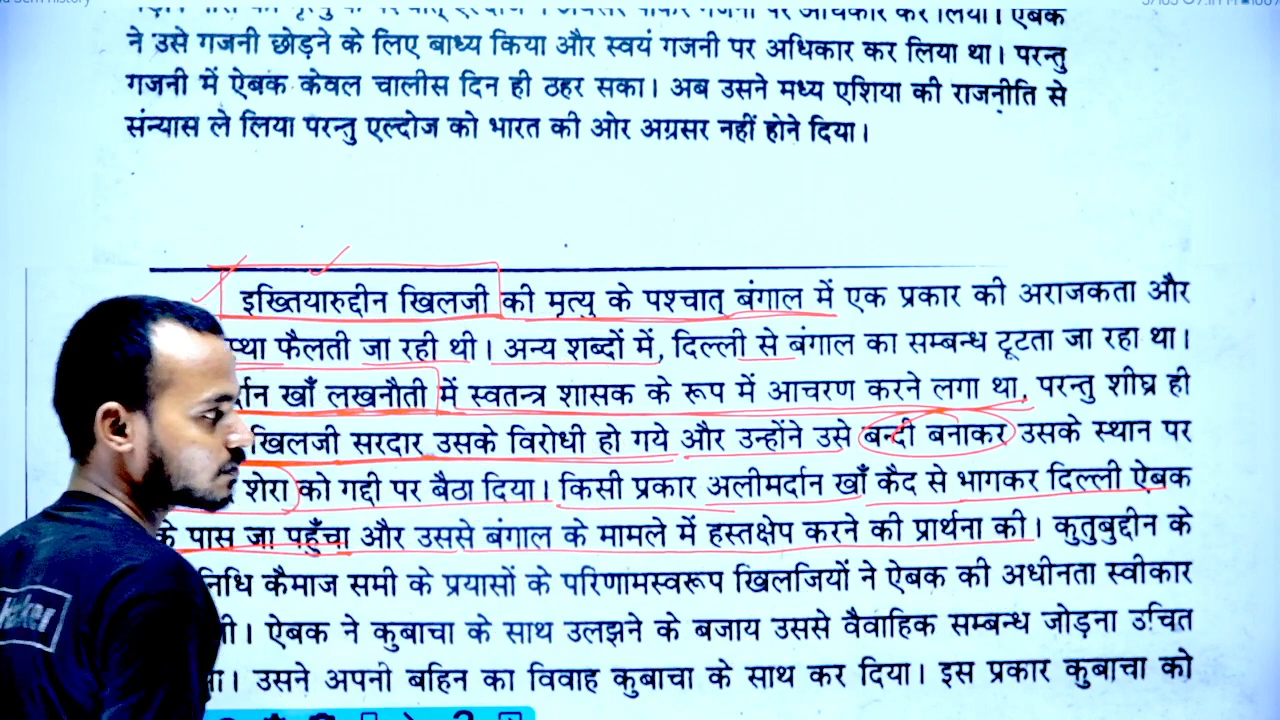 पर अधिकार कर लिया। ऐबक
ने उसे गजनी छोड़ने के लिए बाध्य किया और स्वयं गजनी पर अधिकार कर लिया था। परन्तु
गजनी में ऐबक केवल चालीस दिन ही ठहर सका। अब उसने मध्य एशिया की राजनीति से
संन्यास ले लिया परन्तु एल्दोज को भारत की ओर अग्रसर नहीं होने दिया।
इख्तियारुद्दीन खिलजी की मृत्यु के पश्चात् बंगाल में एक प्रकार की अराजकता और
फैलती जा रही थी। अन्य शब्दों में, दिल्ली से बंगाल का सम्बन्ध टूटता जा रहा था।
खाँ लखनौती में स्वतन्त्र शासक के रूप में आचरण करने लगा था, परन्तु शीघ्र ही
खिलजी सरदार उसके विरोधी हो गये और उन्होंने उसे बन्दी बनाकर उसके स्थान पर
शेरा को गद्दी पर बैठा दिया। किसी प्रकार अलीमर्दान खाँ कैद से भागकर दिल्ली ऐबक
के पास जा पहुँचा और उससे बंगाल के मामले में हस्तक्षेप करने की प्रार्थना की। कुतुबुद्दीन के
कैमाज समी के प्रयासों के परिणामस्वरूप खिलजियों ने ऐबक की अधीनता स्वीकार
ऐबक ने कुबाचा के साथ उलझने के बजाय उससे वैवाहिक सम्बन्ध जोड़ना उचित
उसने अपनी बहिन का विवाह कुबाचा के साथ कर दिया। इस प्रकार कुबाचा को